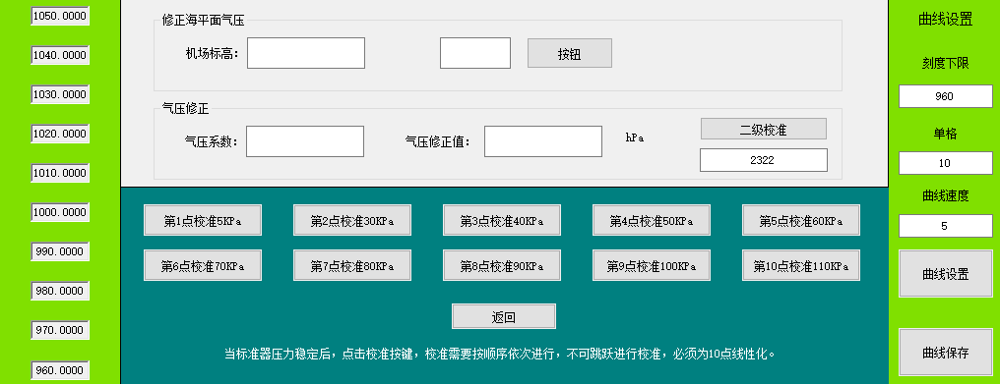 1050.0000
1040.0000
1030.0000
1020.0000
1010.0000
1000.0000
990.0000
980.0000
970.0000
960.0000
修正海平面气压
机场标高:
按钮
气压修正
气压系数:
气压修正值:
hPa
二级校准
2322
第1点校准5KPa
第2点校准30KPa
第3点校准40KPa
第4点校准50KPa
第5点校准60KPa
第6点校准70KPa
第7点校准80KPa
第8点校准90KPa
第9点校准100KPa
第10点校准110KPa
返回
当标准器压力稳定后，点击校准按键，校准需要按顺序依次进行，不可跳跃进行校准，必须为10点线性化。
曲线设置
刻度下限
960
单格
10
曲线速度
5
曲线设置
曲线保存